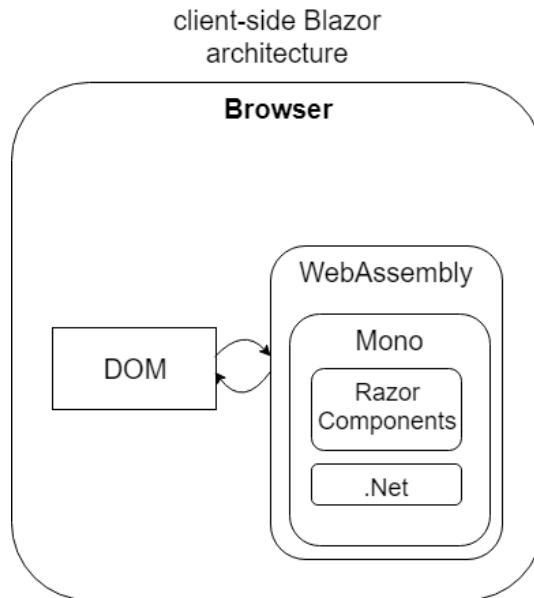 client-side Blazor
architecture
Browser
WebAssembly
Mono
DOM
Razor
Components
.Net